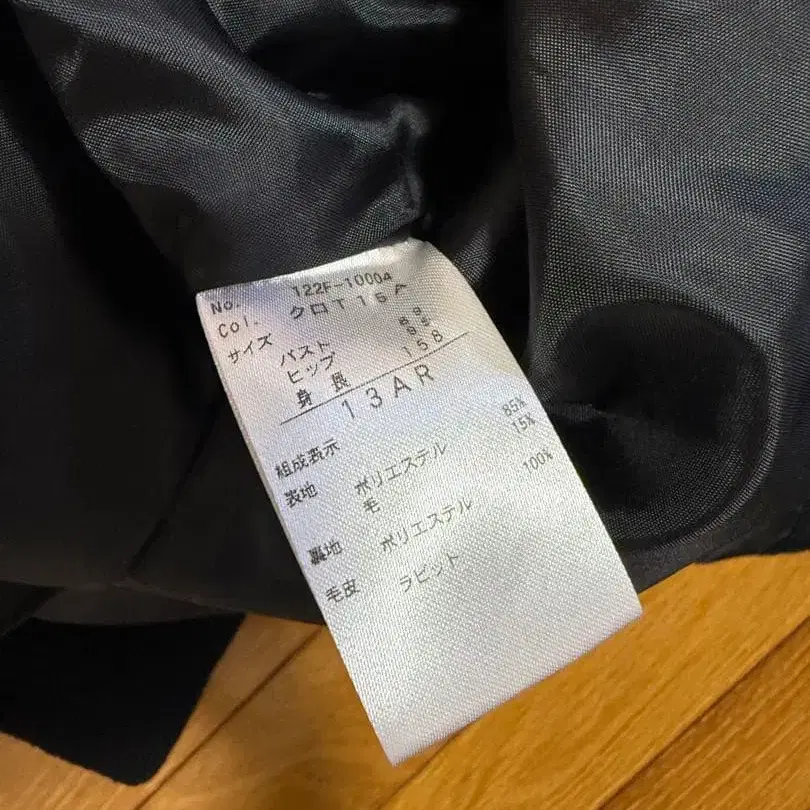 No. 122F-10004
Col. クロT15A
サイズ バスト 89
ヒップ 99
身長 158
13AR
組成表示
表地 ポリエステル 85%
毛 15%
裏地 ポリエステル 100%
毛皮 ラビット